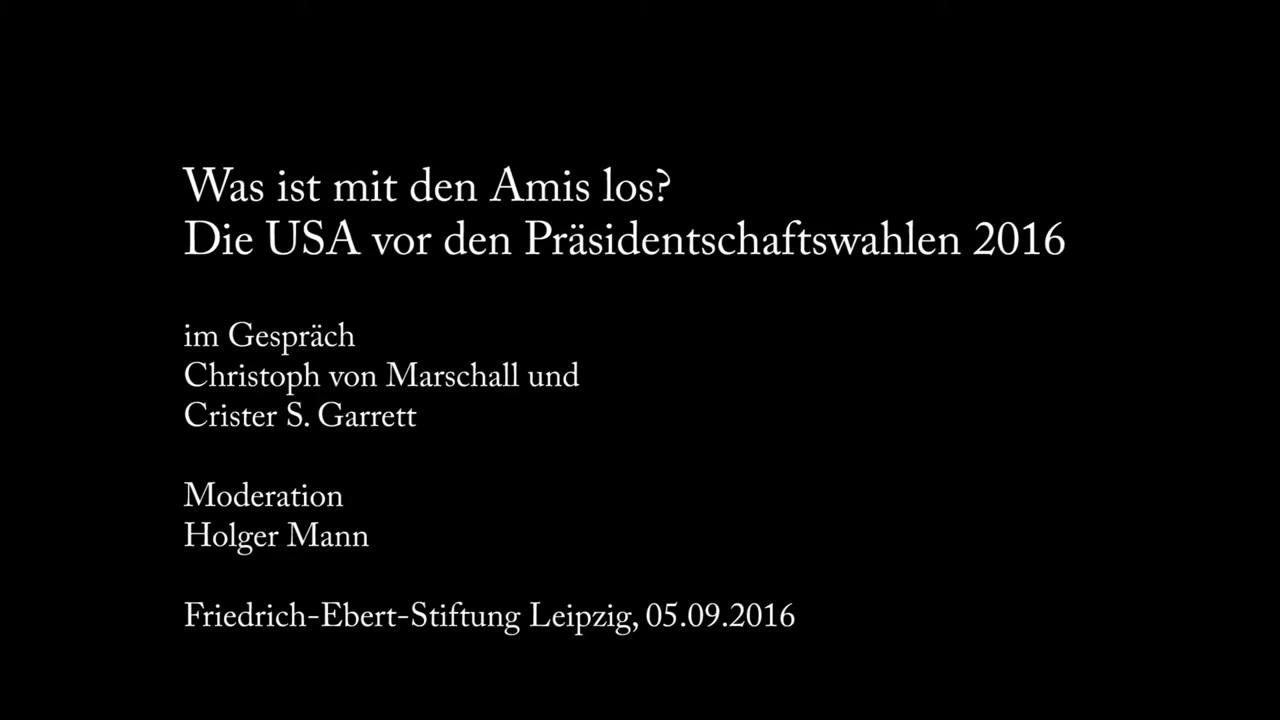 Was ist mit den Amis los?
Die USA vor den Präsidentschaftswahlen 2016
im Gespräch
Christoph von Marschall und
Crister S. Garrett
Moderation
Holger Mann
Friedrich-Ebert-Stiftung Leipzig, 05.09.2016